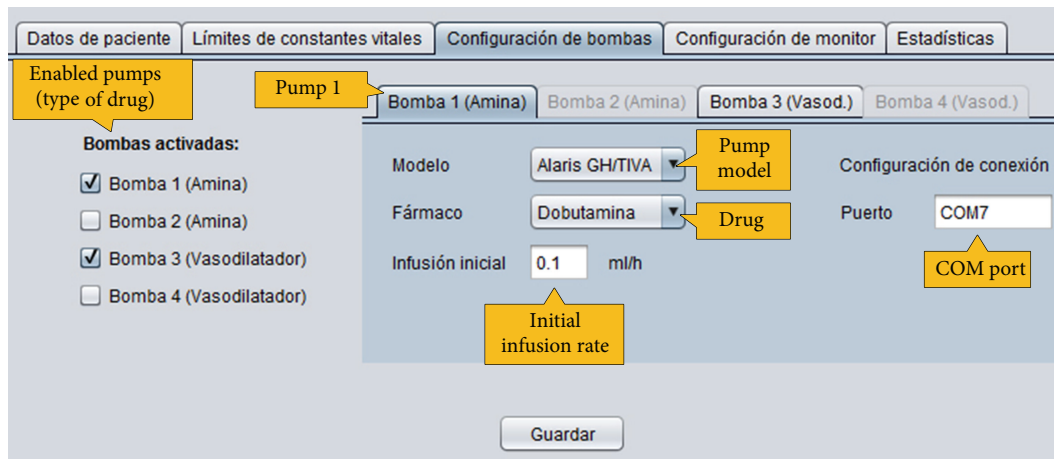 Datos de paciente
Límites de constantes vitales
Configuración de bombas
Configuración de monitor
Estadísticas
Enabled pumps
(type of drug)
Pump 1
Bomba 1 (Amina)
Bomba 2 (Amina)
Bomba 3 (Vasod.)
Bomba 4 (Vasod.)
Bombas activadas:
Bomba 1 (Amina)
Bomba 2 (Amina)
Bomba 3 (Vasodilatador)
Bomba 4 (Vasodilatador)
Modelo
Alaris GH/TIVA
Pump
model
Configuración de conexión
Fármaco
Dobutamina
Drug
Puerto
COM7
Infusión inicial
0.1
ml/h
COM port
Initial
infusion rate
Guardar